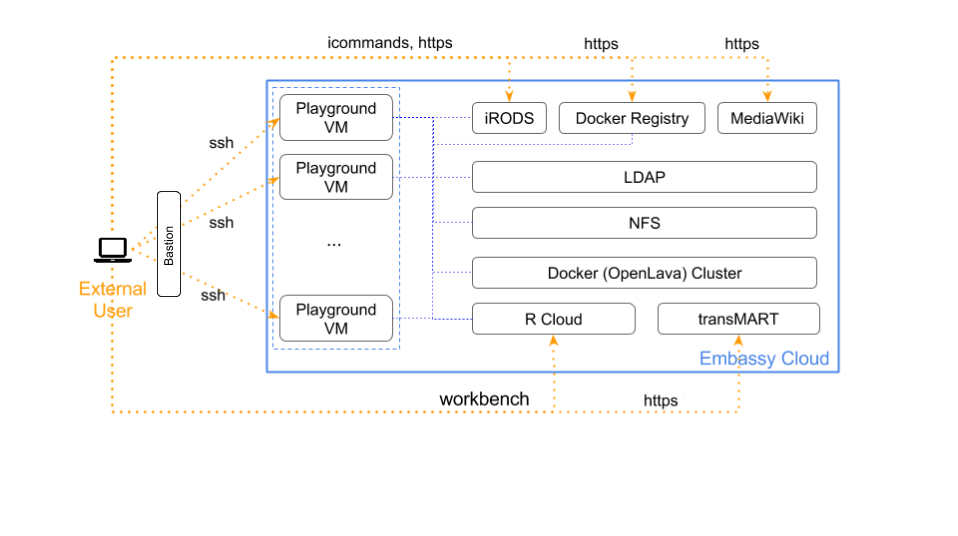 icommands, https
https
https
Playground
VM
iRODS
Docker Registry
MediaWiki
ssh
Playground
VM
LDAP
ssh
NFS
Bastion
...
External
User
Docker (OpenLava) Cluster
ssh
Playground
VM
R Cloud
transMART
Embassy Cloud
workbench
https